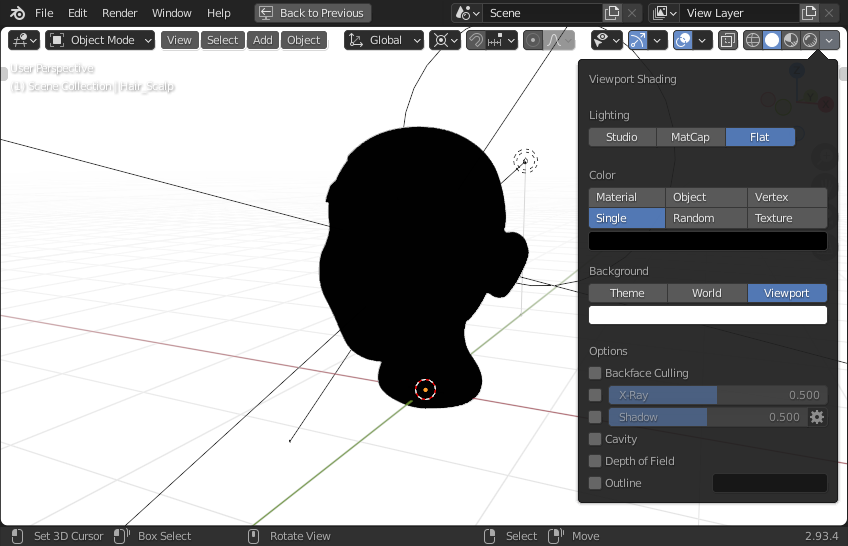 File Edit Render Window Help Back to Previous Scene View Layer
Object Mode View Select Add Object Global
User Perspective
(1) Scene Collection | Hair_Scalp
Viewport Shading
Lighting
Studio MatCap Flat
Color
Material Object Vertex
Single Random Texture
Background
Theme World Viewport
Options
Backface Culling
X-Ray 0.500
Shadow 0.500
Cavity
Depth of Field
Outline
Set 3D Cursor Box Select Rotate View Select Move 2.93.4